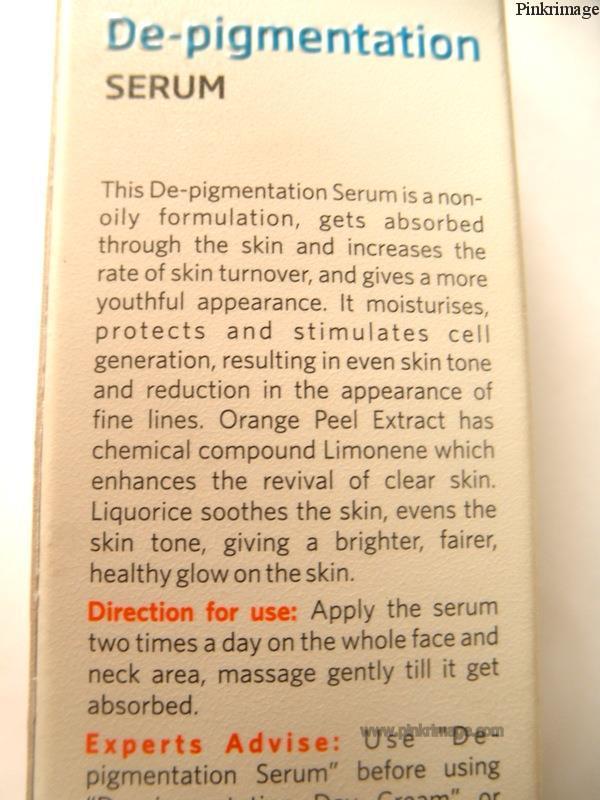 Pinkrimage
De-pigmentation
SERUM
This De-pigmentation Serum is a non-
oily formulation, gets absorbed
through the skin and increases the
rate of skin turnover, and gives a more
youthful appearance. It moisturises,
protects and stimulates cell
generation, resulting in even skin tone
and reduction in the appearance of
fine lines. Orange Peel Extract has
chemical compound Limonene which
enhances the revival of clear skin.
Liquorice soothes the skin, evens the
skin tone, giving a brighter, fairer,
healthy glow on the skin.
Direction for use: Apply the serum
two times a day on the whole face and
neck area, massage gently till it get
absorbed.
www.pinkrimage.com
Experts Advise: Use "De-
pigmentation Serum" before using
Day Cream" or